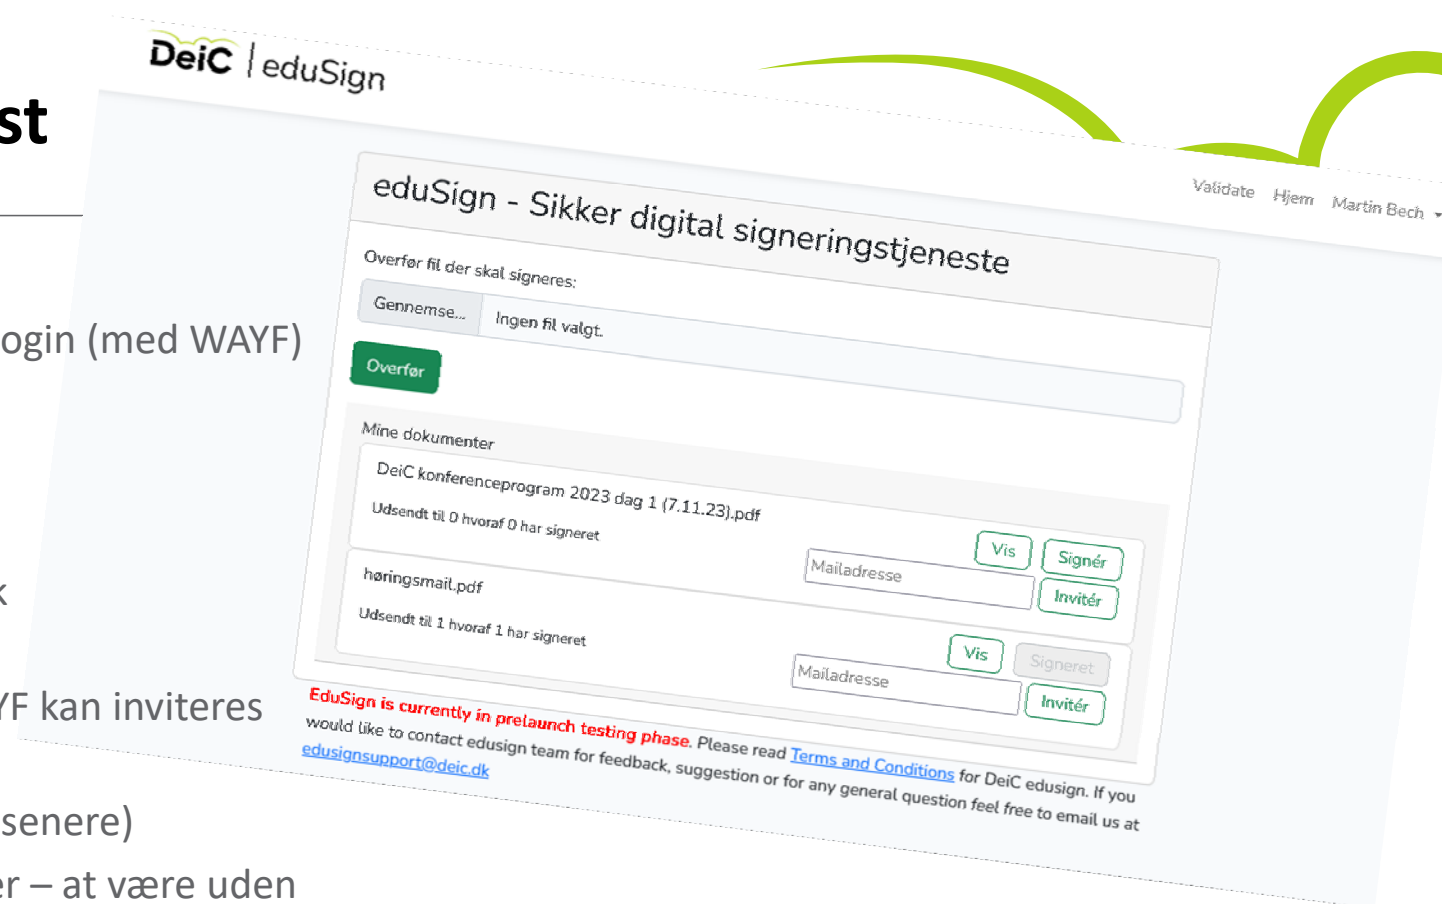 st
ogin (med WAYF)
k
YF kan inviteres
senere)
er – at være uden
DeiC | eduSign
Validate Hjem Martin Bech
eduSign - Sikker digital signeringstjeneste
Overfør fil der skal signeres:
Gennemse... Ingen fil valgt.
Overfør
Mine dokumenter
DeiC konferenceprogram 2023 dag 1 (7.11.23).pdf
Udsendt til 0 hvoraf 0 har signeret
Vis Signér
Mailadresse Invitér
høringsmail.pdf
Udsendt til 1 hvoraf 1 har signeret
Vis Signeret
Mailadresse Invitér
EduSign is currently in prelaunch testing phase. Please read Terms and Conditions for DeiC edusign. If you
would like to contact edusign team for feedback, suggestion or for any general question feel free to email us at
edusignsupport@deic.dk